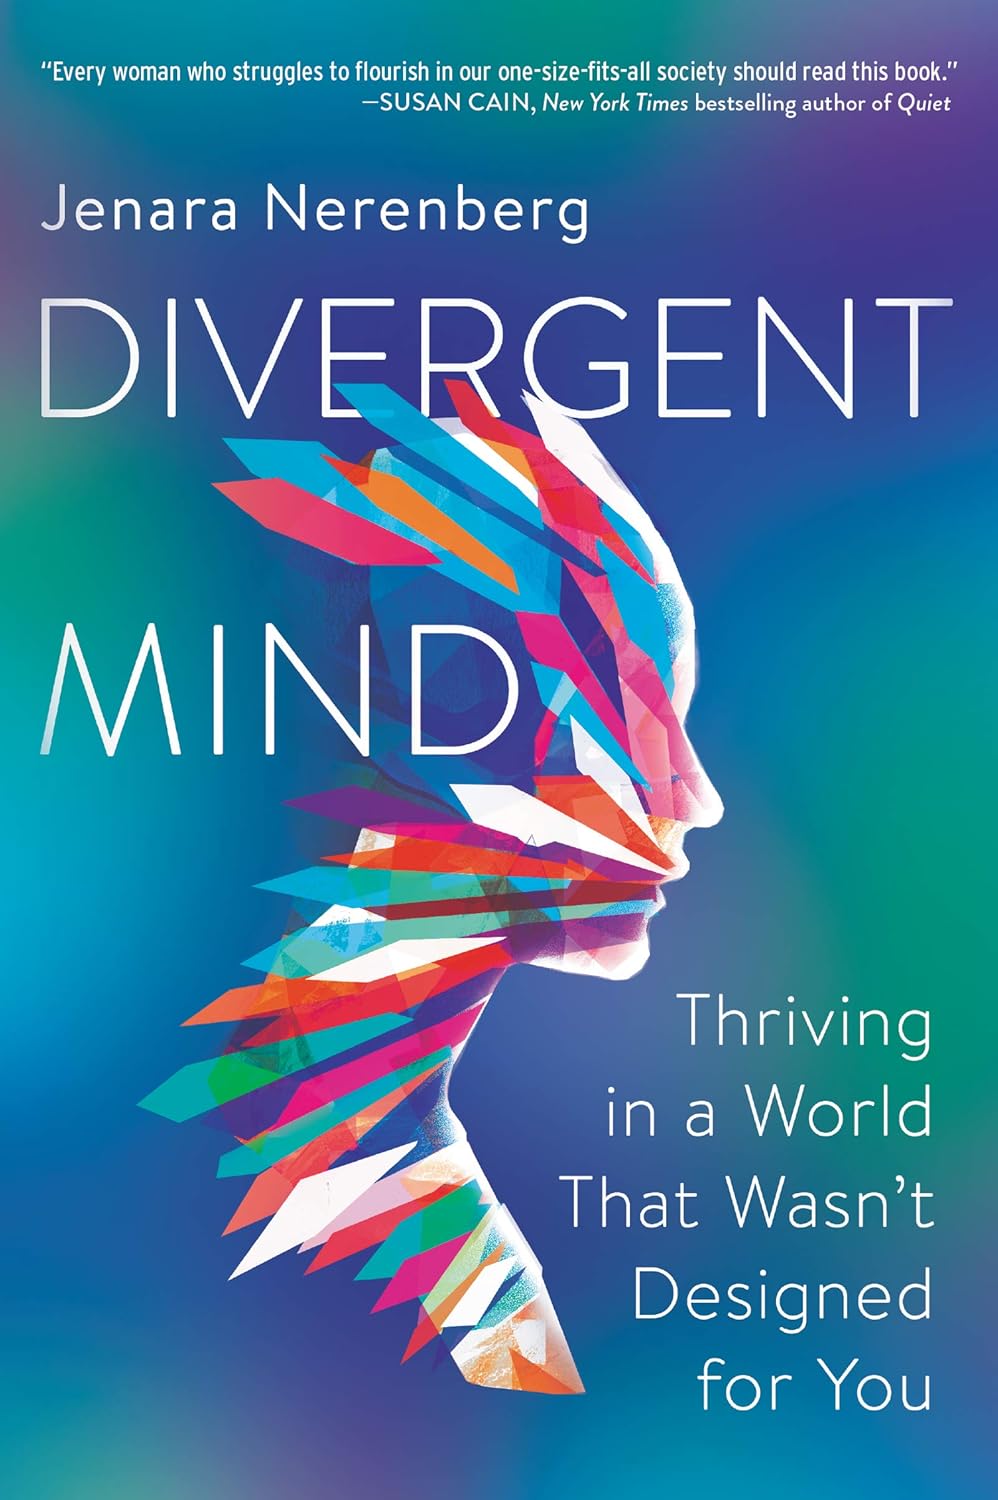 “Every woman who struggles to flourish in our one-size-fits-all society should read this book.”
—SUSAN CAIN, New York Times bestselling author of Quiet
Jenara Nerenberg
DIVERGENT
MIND
Thriving
in a World
That Wasn’t
Designed
for You